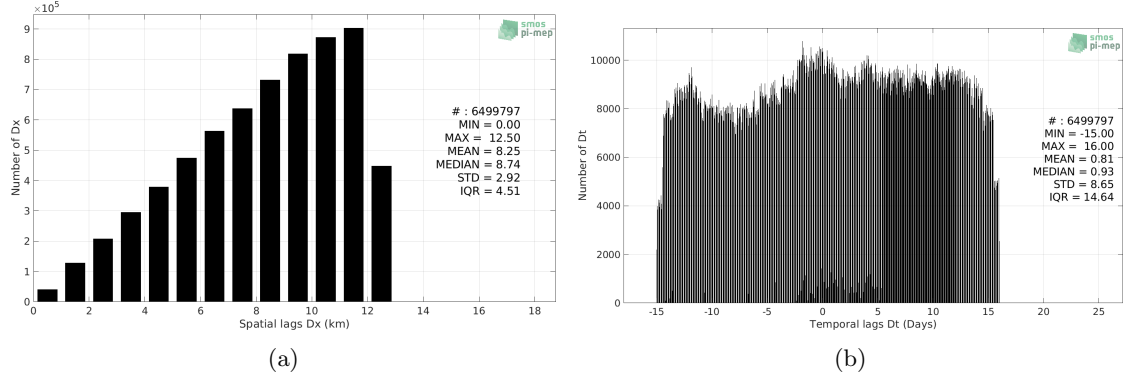 ×10⁵
9
8
7
6
5
4
3
2
1
0
Number of Dx
0 2 4 6 8 10 12 14 16 18
Spatial lags Dx (km)
smos
pi-mep
# : 6499797
MIN = 0.00
MAX = 12.50
MEAN = 8.25
MEDIAN = 8.74
STD = 2.92
IQR = 4.51
(a)
10000
8000
6000
4000
2000
0
Number of Dt
-15 -10 -5 0 5 10 15 20 25
Temporal lags Dt (Days)
smos
pi-mep
# : 6499797
MIN = -15.00
MAX = 16.00
MEAN = 0.81
MEDIAN = 0.93
STD = 8.65
IQR = 14.64
(b)